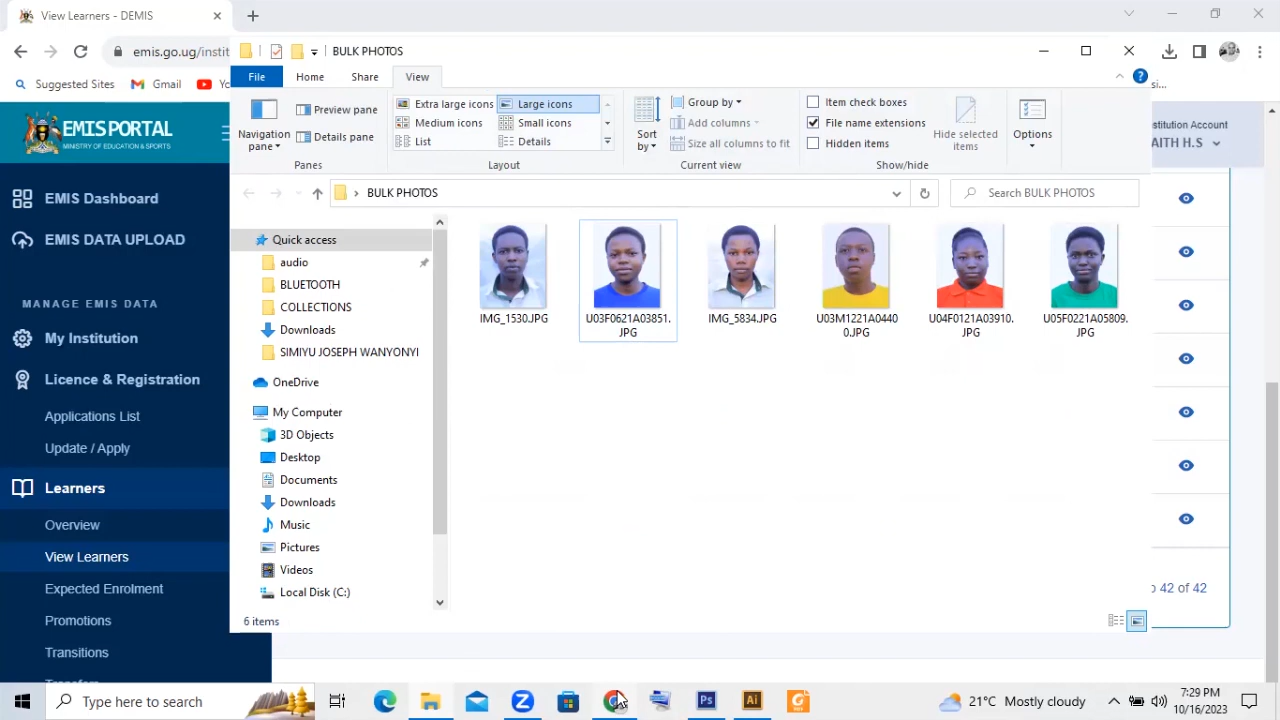 View Learners - DEMIS
emis.go.ug/instit
Suggested Sites
Gmail
Yo
EMIS PORTAL
MINISTRY OF EDUCATION & SPORTS
EMIS Dashboard
EMIS DATA UPLOAD
MANAGE EMIS DATA
My Institution
Licence & Registration
Applications List
Update / Apply
Learners
Overview
View Learners
Expected Enrolment
Promotions
Transitions
BULK PHOTOS
File
Home
Share
View
Navigation
pane
Preview pane
Details pane
Panes
Extra large icons
Large icons
Medium icons
Small icons
List
Details
Layout
Sort
by
Group by
Add columns
Size all columns to fit
Current view
Item check boxes
File name extensions
Hidden items
Hide selected
items
Options
Show/hide
BULK PHOTOS
Search BULK PHOTOS
Quick access
audio
BLUETOOTH
COLLECTIONS
Downloads
SIMIYU JOSEPH WANYONYI
OneDrive
My Computer
3D Objects
Desktop
Documents
Downloads
Music
Pictures
Videos
Local Disk (C:)
IMG_1530.JPG
U03F0621A03851.
JPG
IMG_5834.JPG
U03M1221A0440
0.JPG
U04F0121A03910.
JPG
U05F0221A05809.
JPG
6 items
si...
stitution Account
AITH H.S
o 42 of 42
Type here to search
Ps
Ai
21°C Mostly cloudy
7:29 PM
10/16/2023